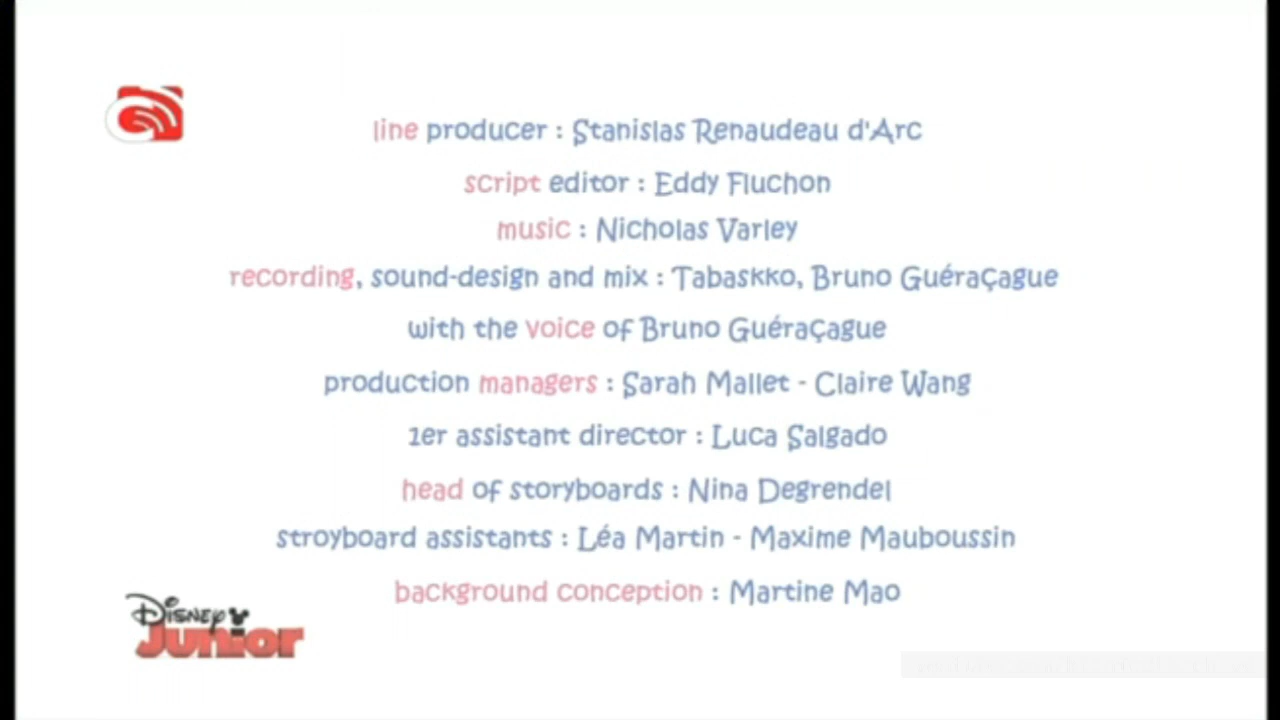 line producer : Stanislas Renaudeau d'Arc
script editor : Eddy Fluchon
music : Nicholas Varley
recording, sound-design and mix : Tabaskko, Bruno GuéraÇague
with the voice of Bruno GuéraÇague
production managers : Sarah Mallet - Claire Wang
1er assistant director : Luca Salgado
head of storyboards : Nina Degrendel
stroyboard assistants : Léa Martin - Maxime Mauboussin
background conception : Martine Mao
Disney Junior